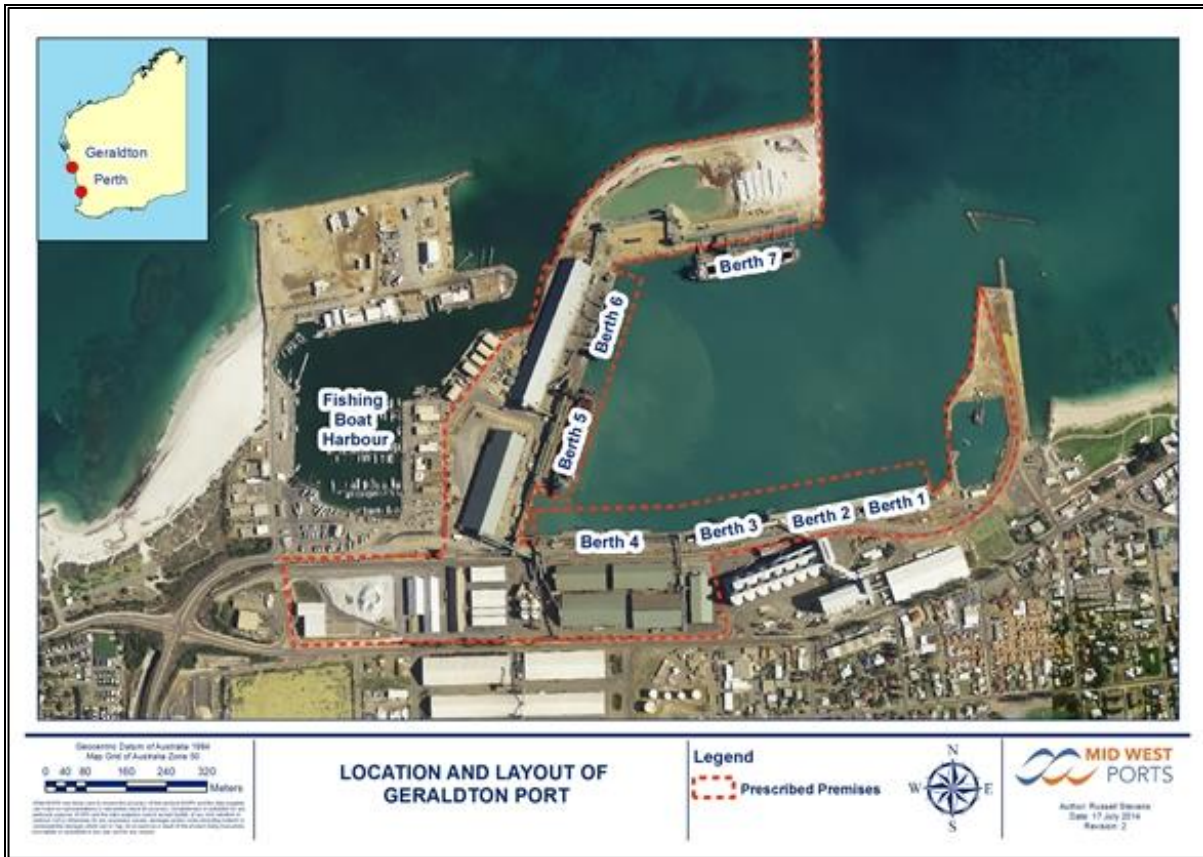 Geraldton
Perth
Berth 7
Berth 6
Fishing
Boat
Harbour
Berth 5
Berth 4
Berth 3
Berth 2
Berth 1
Geocentric Datum of Australia 1994
Map Grid of Australia Zone 50
0 40 80 160 240 320
Meters
LOCATION AND LAYOUT OF
GERALDTON PORT
Legend
Prescribed Premises
N
W E
S
MID WEST
PORTS
Author: Russell Stevens
Date: 17 July 2014
Revision: 2